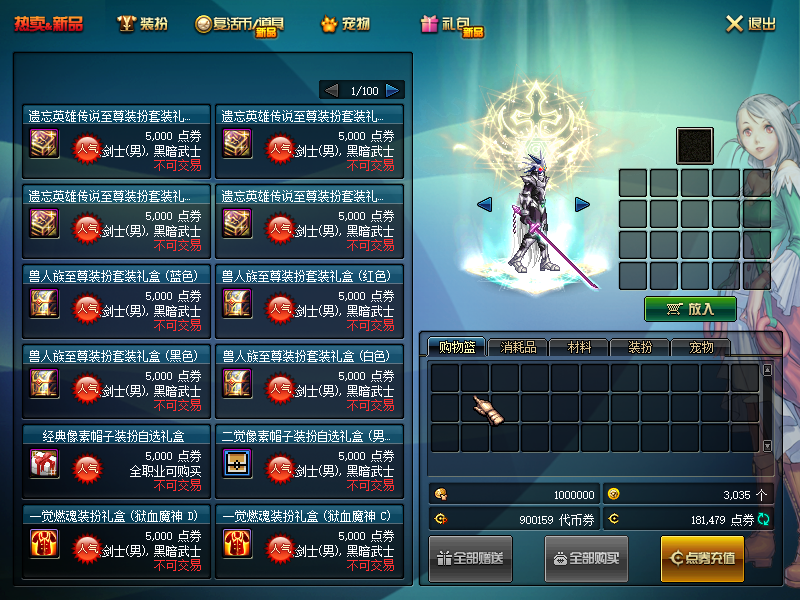 热卖&新品
装扮
复活币/道具
新品
宠物
礼包
新品
退出
1/100
遗忘英雄传说至尊装扮套装礼...
人气
5,000 点券
剑士(男), 黑暗武士
不可交易
遗忘英雄传说至尊装扮套装礼...
人气
5,000 点券
剑士(男), 黑暗武士
不可交易
遗忘英雄传说至尊装扮套装礼...
人气
5,000 点券
剑士(男), 黑暗武士
不可交易
遗忘英雄传说至尊装扮套装礼...
人气
5,000 点券
剑士(男), 黑暗武士
不可交易
兽人族至尊装扮套装礼盒 (蓝色)
人气
5,000 点券
剑士(男), 黑暗武士
不可交易
兽人族至尊装扮套装礼盒 (红色)
人气
5,000 点券
剑士(男), 黑暗武士
不可交易
兽人族至尊装扮套装礼盒 (黑色)
人气
5,000 点券
剑士(男), 黑暗武士
不可交易
兽人族至尊装扮套装礼盒 (白色)
人气
5,000 点券
剑士(男), 黑暗武士
不可交易
经典像素帽子装扮自选礼盒
人气
5,000 点券
全职业可购买
不可交易
二觉像素帽子装扮自选礼盒 (男...
人气
5,000 点券
剑士(男), 黑暗武士
不可交易
一觉燃魂装扮礼盒 (狱血魔神 D)
人气
5,000 点券
剑士(男), 黑暗武士
不可交易
一觉燃魂装扮礼盒 (狱血魔神 C)
人气
5,000 点券
剑士(男), 黑暗武士
不可交易
放入
购物篮
消耗品
材料
装扮
宠物
1000000
3,035 个
900159 代币券
181,479 点券
全部赠送
全部购买
点券充值